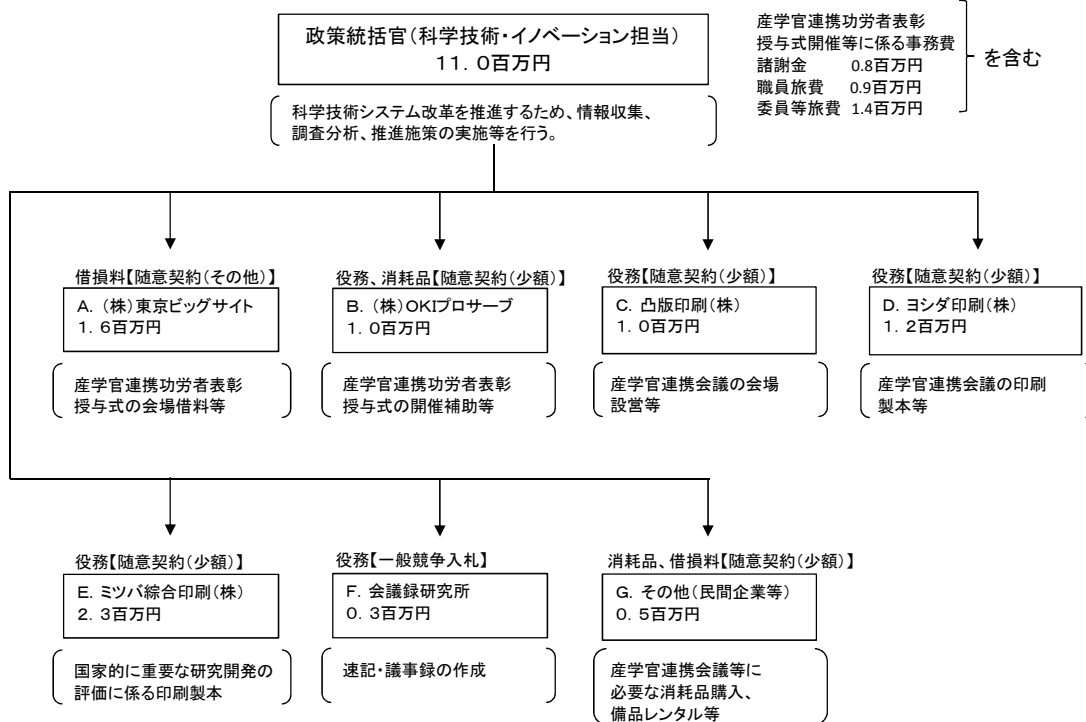 政策統括官(科学技術・イノベーション担当)
11.0百万円
産学官連携功労者表彰
授与式開催等に係る事務費
諸謝金 0.8百万円
職員旅費 0.9百万円
委員等旅費 1.4百万円
を含む
科学技術システム改革を推進するため、情報収集、
調査分析、推進施策の実施等を行う。
借損料【随意契約(その他)】
A.(株)東京ビッグサイト
1.6百万円
産学官連携功労者表彰
授与式の会場借料等
役務、消耗品【随意契約(少額)】
B.(株)OKIプロサーブ
1.0百万円
産学官連携功労者表彰
授与式の開催補助等
役務【随意契約(少額)】
C.凸版印刷(株)
1.0百万円
産学官連携会議の会場
設営等
役務【随意契約(少額)】
D.ヨシダ印刷(株)
1.2百万円
産学官連携会議の印刷
製本等
役務【随意契約(少額)】
E.ミツバ綜合印刷(株)
2.3百万円
国家的に重要な研究開発の
評価に係る印刷製本
役務【一般競争入札】
F.会議録研究所
0.3百万円
速記・議事録の作成
消耗品、借損料【随意契約(少額)】
G.その他(民間企業等)
0.5百万円
産学官連携会議等に
必要な消耗品購入、
備品レンタル等